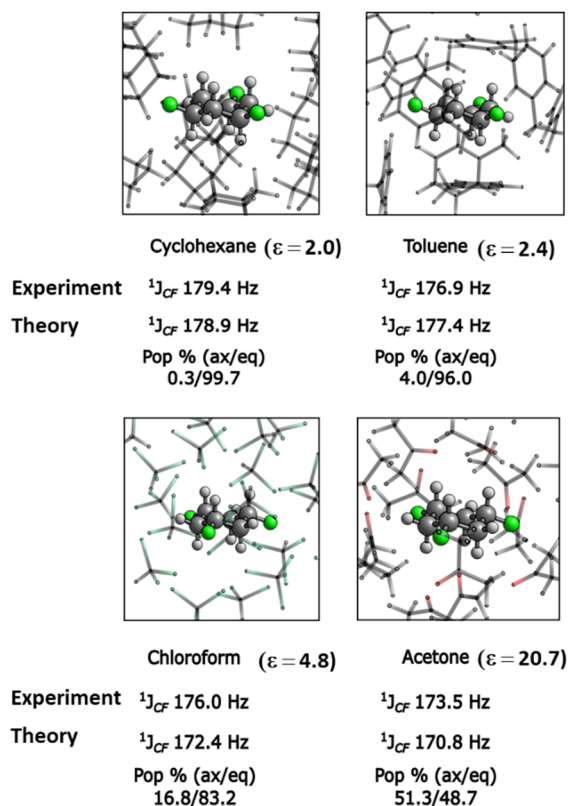 Cyclohexane (ε = 2.0) Toluene (ε = 2.4)
Experiment ¹J_CF 179.4 Hz ¹J_CF 176.9 Hz
Theory ¹J_CF 178.9 Hz ¹J_CF 177.4 Hz
Pop % (ax/eq) Pop % (ax/eq)
0.3/99.7 4.0/96.0
Chloroform (ε = 4.8) Acetone (ε = 20.7)
Experiment ¹J_CF 176.0 Hz ¹J_CF 173.5 Hz
Theory ¹J_CF 172.4 Hz ¹J_CF 170.8 Hz
Pop % (ax/eq) Pop % (ax/eq)
16.8/83.2 51.3/48.7